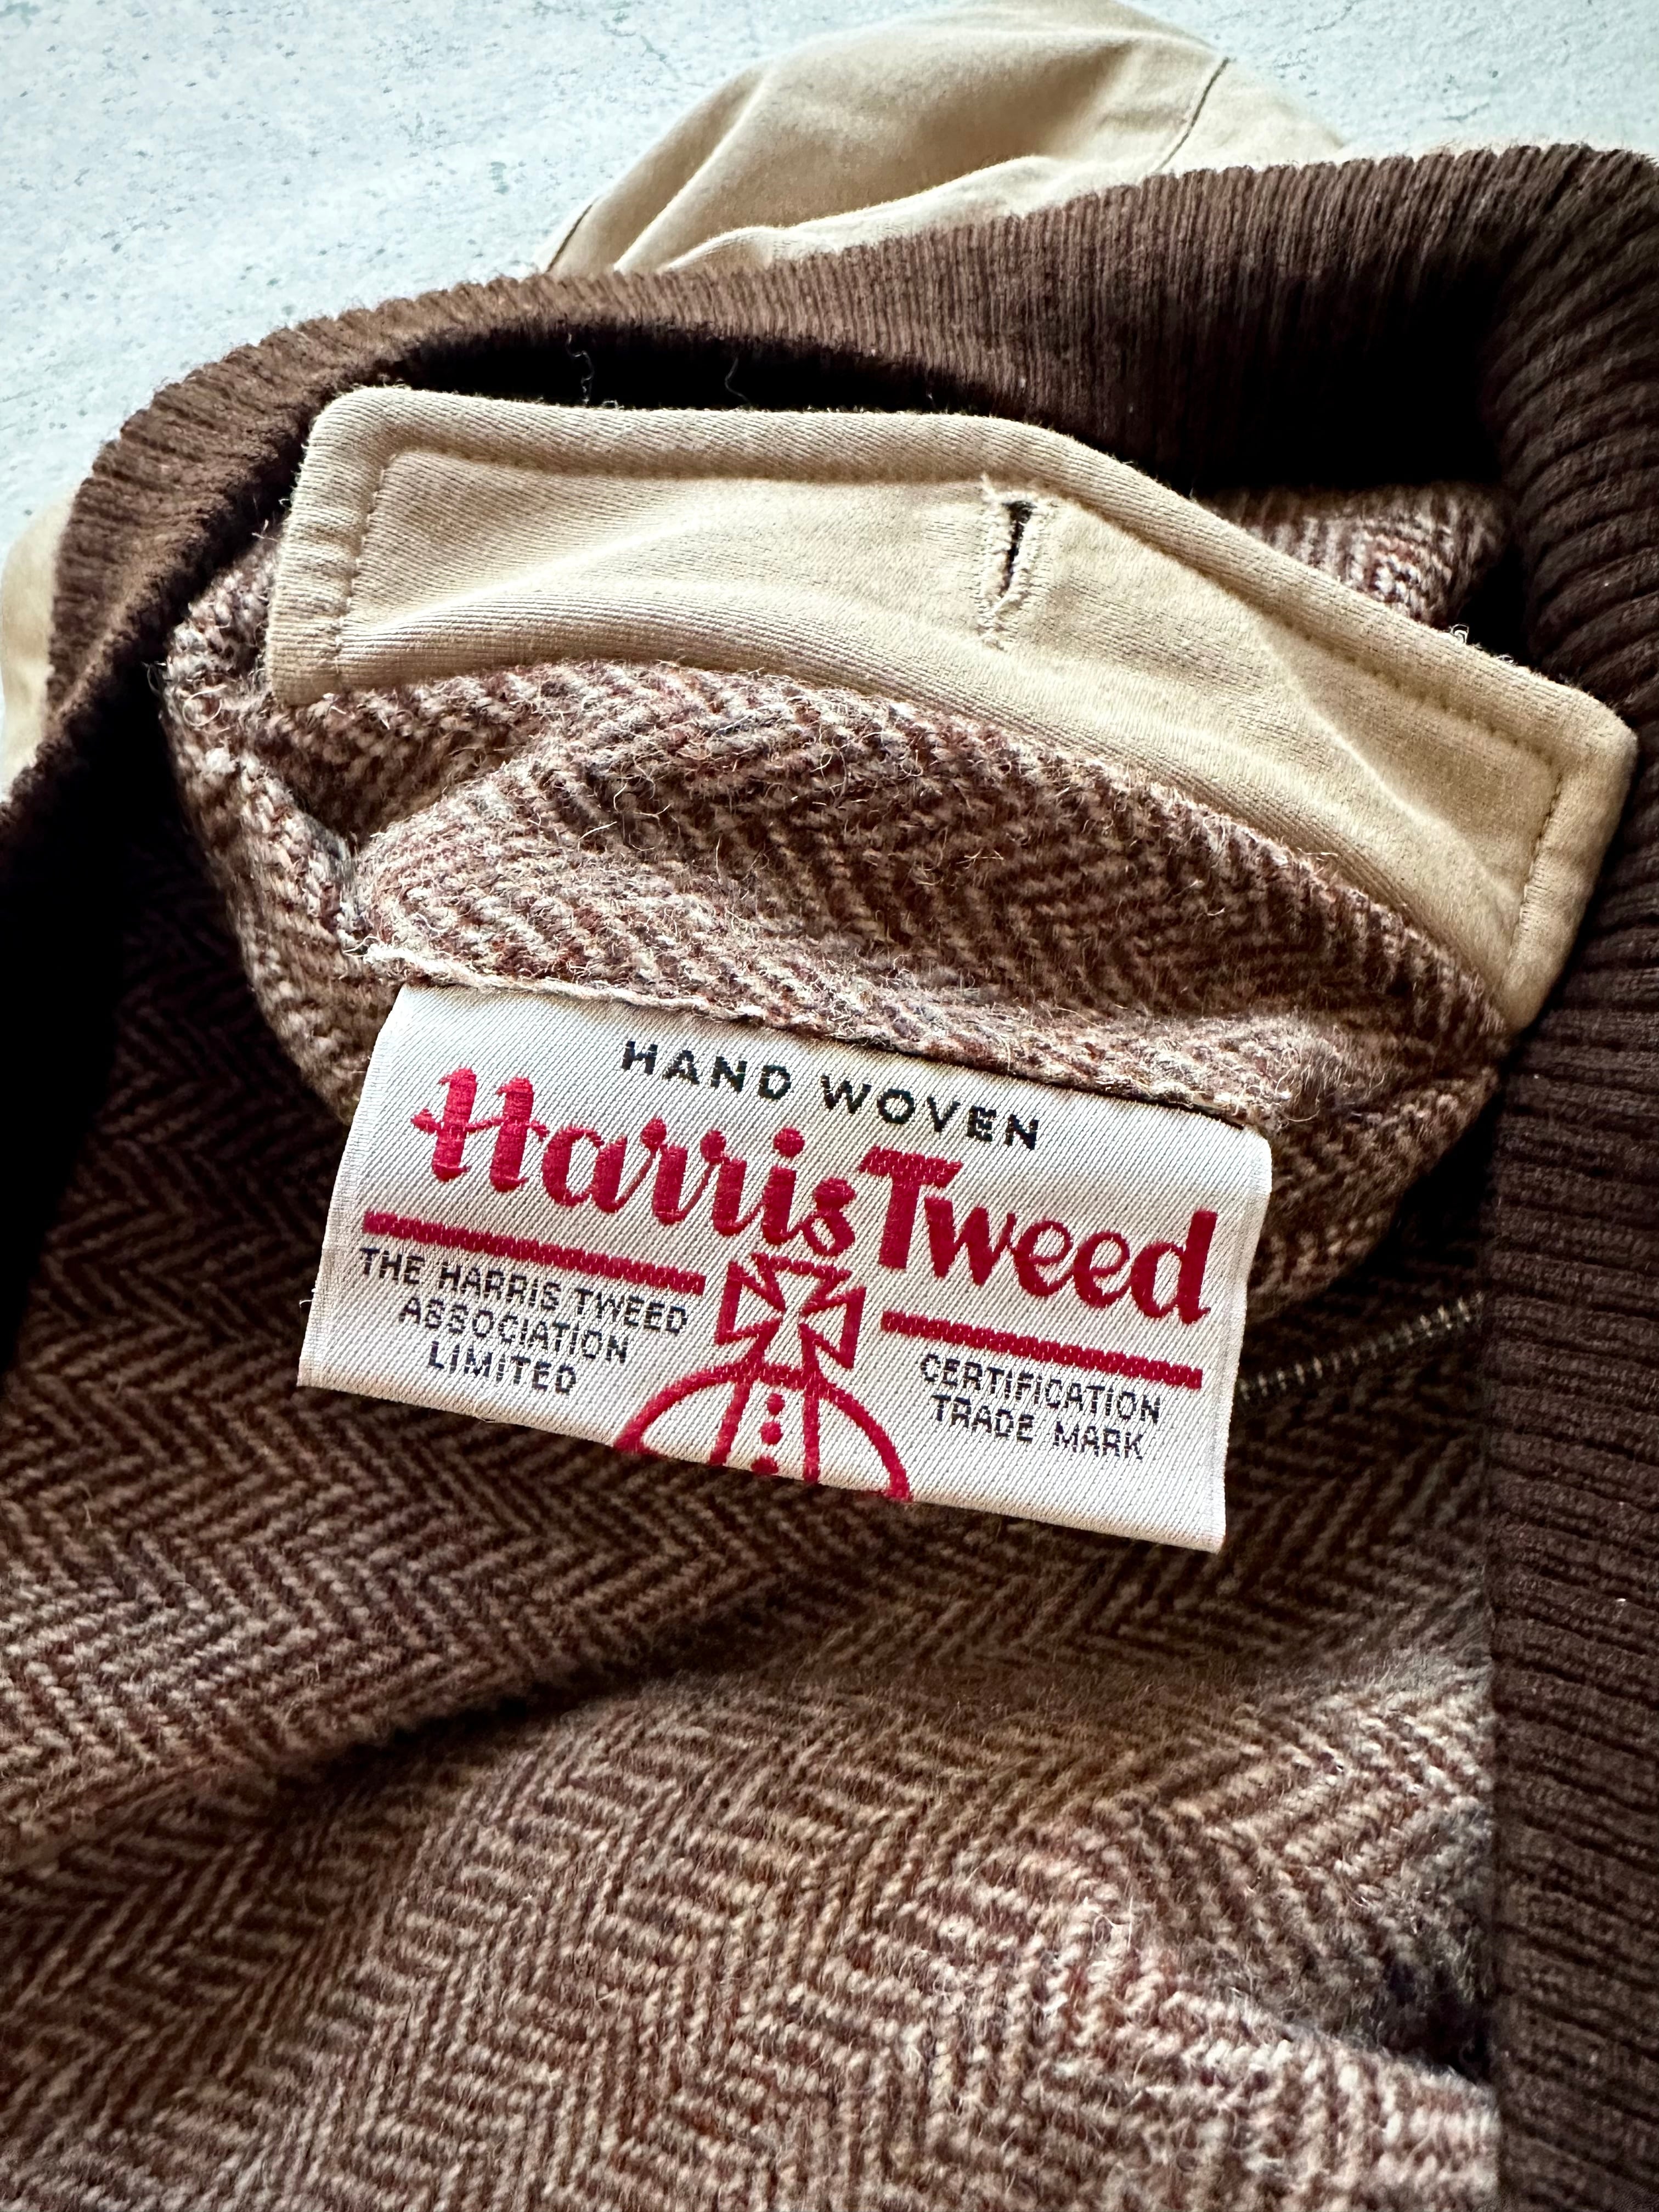 HAND WOVEN
Harris Tweed
THE HARRIS TWEED
ASSOCIATION
LIMITED
CERTIFICATION
TRADE MARK